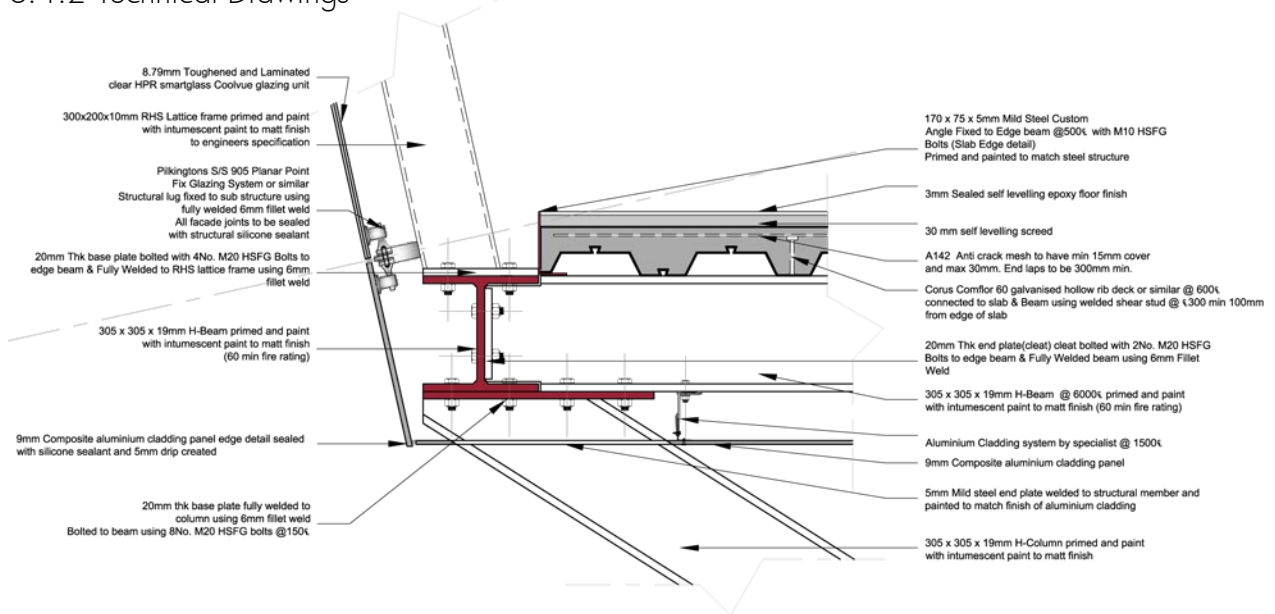 8.79mm Toughened and Laminated
clear HPR smartglass Coolvue glazing unit
300x200x10mm RHS Lattice frame primed and paint
with intumescent paint to matt finish
to engineers specification
Pilkingtons S/S 905 Planar Point
Fix Glazing System or similar
Structural lug fixed to sub structure using
fully welded 6mm fillet weld
All facade joints to be sealed
with structural silicone sealant
20mm Thk base plate bolted with 4No. M20 HSFG Bolts to
edge beam & Fully Welded to RHS lattice frame using 6mm
fillet weld
305 x 305 x 19mm H-Beam primed and paint
with intumescent paint to matt finish
(60 min fire rating)
9mm Composite aluminium cladding panel edge detail sealed
with silicone sealant and 5mm drip created
20mm thk base plate fully welded to
column using 6mm fillet weld
Bolted to beam using 8No. M20 HSFG bolts @150℄
170 x 75 x 5mm Mild Steel Custom
Angle Fixed to Edge beam @500℄ with M10 HSFG
Bolts (Slab Edge detail)
Primed and painted to match steel structure
3mm Sealed self levelling epoxy floor finish
30 mm self levelling screed
A142 Anti crack mesh to have min 15mm cover
and max 30mm. End laps to be 300mm min.
Corus Comflor 60 galvanised hollow rib deck or similar @ 600℄
connected to slab & Beam using welded shear stud @ ℄300 min 100mm
from edge of slab
20mm Thk end plate(cleat) cleat bolted with 2No. M20 HSFG
Bolts to edge beam & Fully Welded beam using 6mm Fillet
Weld
305 x 305 x 19mm H-Beam @ 6000℄ primed and paint
with intumescent paint to matt finish (60 min fire rating)
Aluminium Cladding system by specialist @ 1500℄
9mm Composite aluminium cladding panel
5mm Mild steel end plate welded to structural member and
painted to match finish of aluminium cladding
305 x 305 x 19mm H-Column primed and paint
with intumescent paint to matt finish